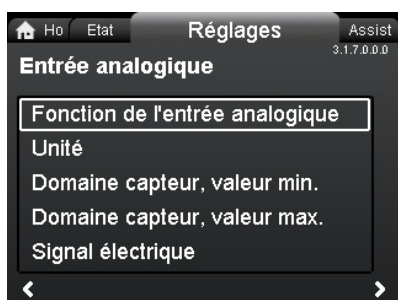 Ho Etat Réglages Assist
3.1.7.0.0.0
Entrée analogique
Fonction de l'entrée analogique
Unité
Domaine capteur, valeur min.
Domaine capteur, valeur max.
Signal électrique